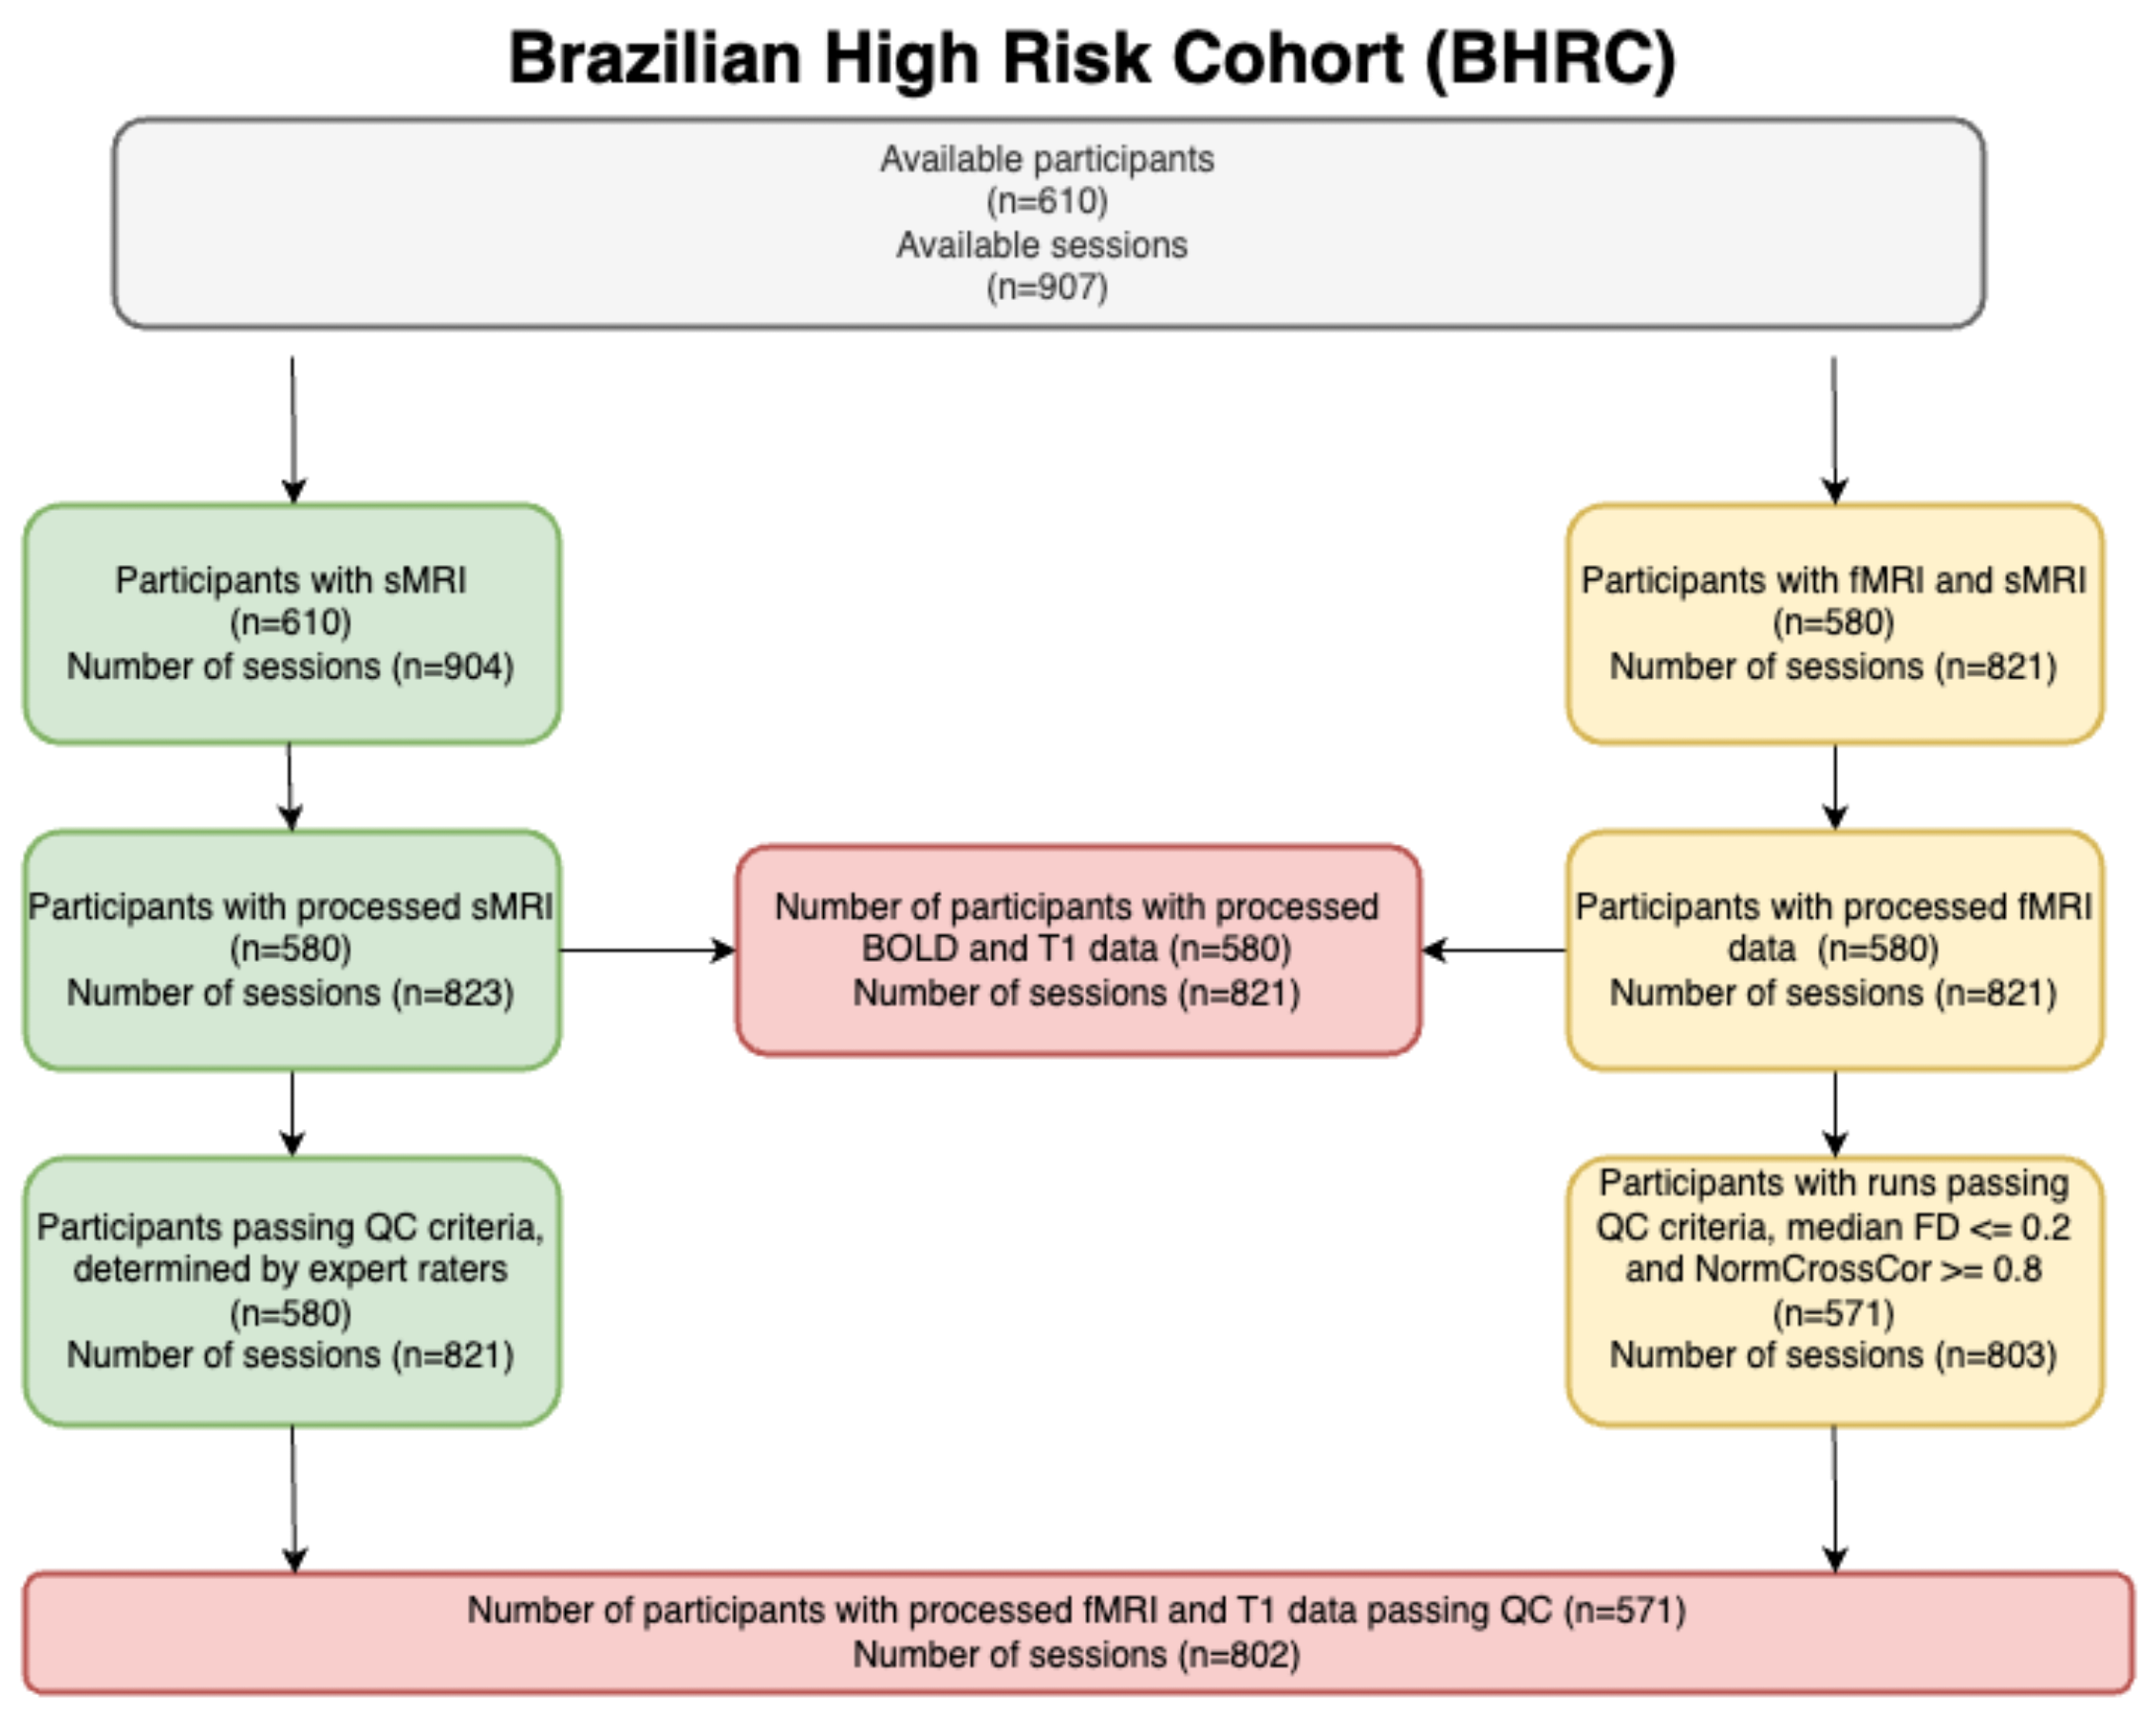 Brazilian High Risk Cohort (BHRC)
Available participants
(n=610)
Available sessions
(n=907)
Participants with sMRI
(n=610)
Number of sessions (n=904)
Participants with fMRI and sMRI
(n=580)
Number of sessions (n=821)
Participants with processed sMRI
(n=580)
Number of sessions (n=823)
Number of participants with processed
BOLD and T1 data (n=580)
Number of sessions (n=821)
Participants with processed fMRI
data (n=580)
Number of sessions (n=821)
Participants passing QC criteria,
determined by expert raters
(n=580)
Number of sessions (n=821)
Participants with runs passing
QC criteria, median FD <= 0.2
and NormCrossCor >= 0.8
(n=571)
Number of sessions (n=803)
Number of participants with processed fMRI and T1 data passing QC (n=571)
Number of sessions (n=802)